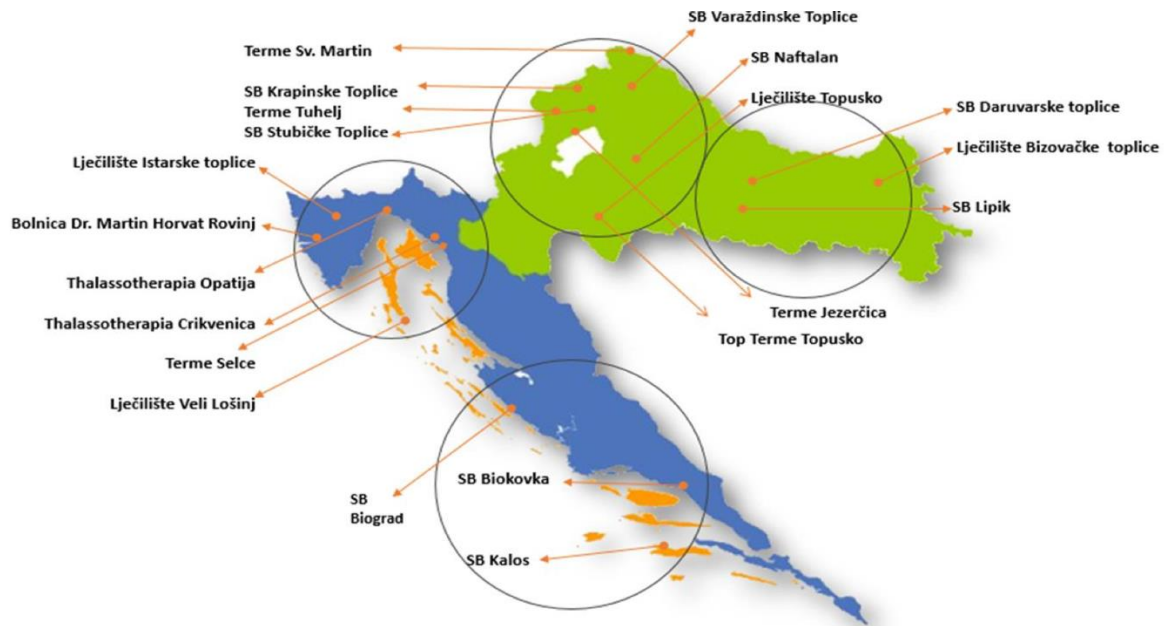 SB Varaždinske Toplice
Terme Sv. Martin
SB Naftalan
SB Krapinske Toplice
Lječilište Topusko
Terme Tuhelj
SB Daruvarske toplice
SB Stubičke Toplice
Lječilište Bizovačke toplice
Lječilište Istarske toplice
SB Lipik
Bolnica Dr. Martin Horvat Rovinj
Thalassotherapia Opatija
Terme Jezerčica
Thalassotherapia Crikvenica
Top Terme Topusko
Terme Selce
Lječilište Veli Lošinj
SB Biokovka
SB
Biograd
SB Kalos